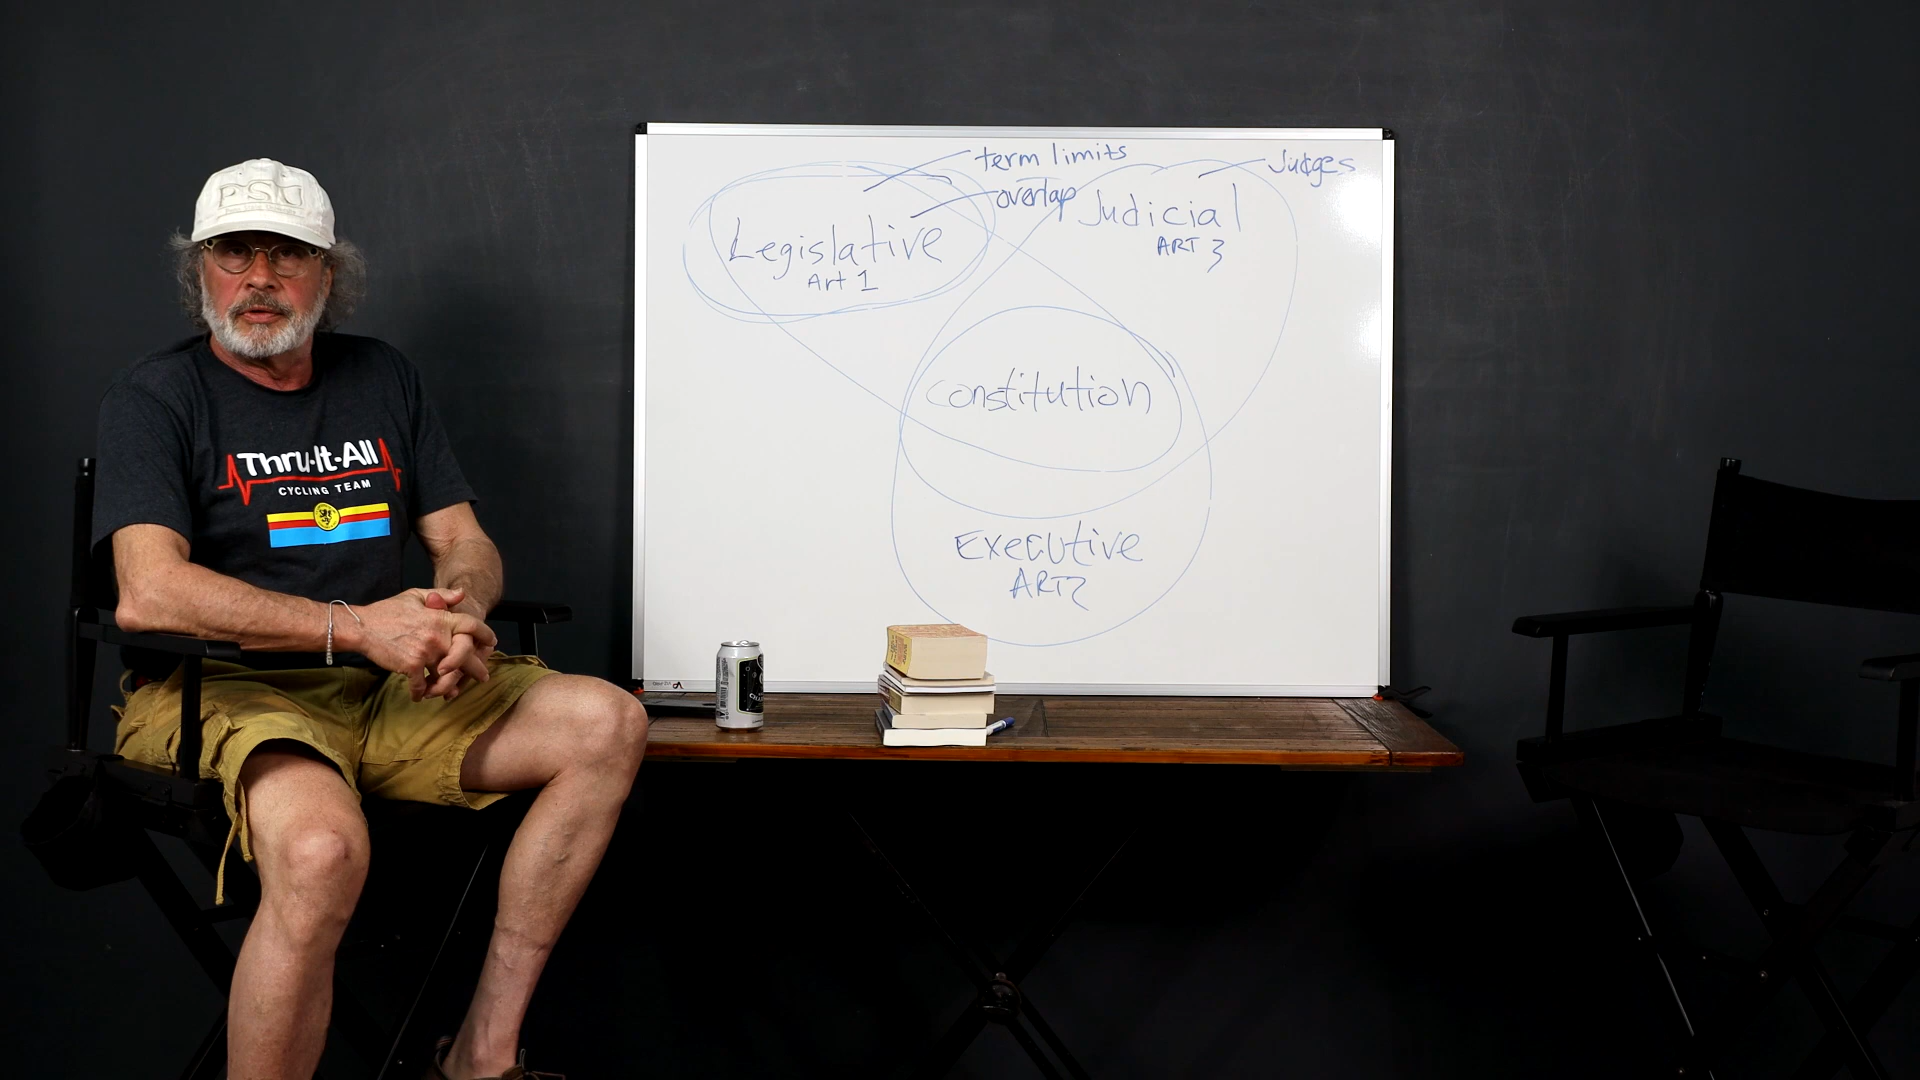 PSU
Thru-It-All
CYCLING TEAM
term limits
overlap
Legislative
Art 1
Judges
Judicial
ART 3
constitution
Executive
ART 2